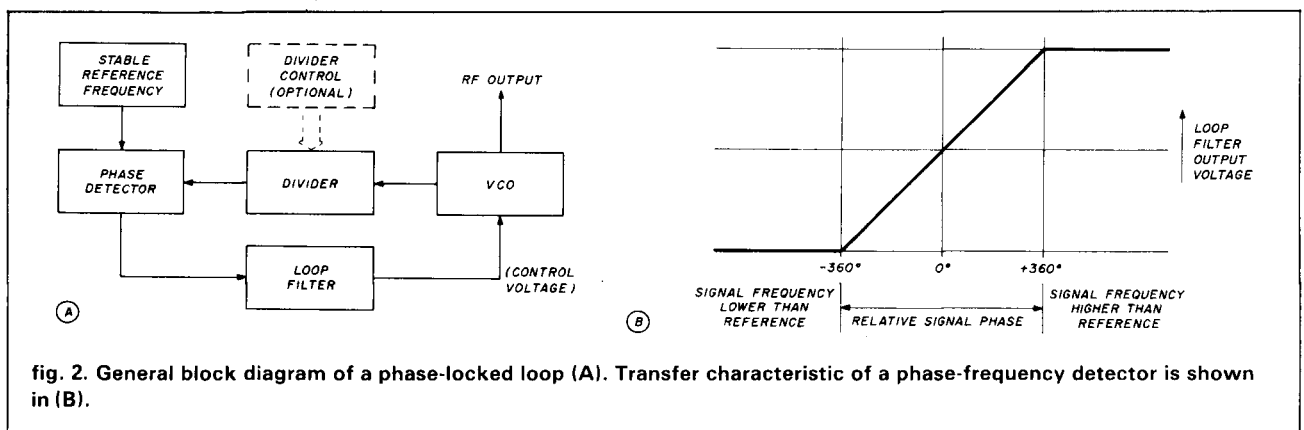 STABLE
REFERENCE
FREQUENCY
DIVIDER
CONTROL
(OPTIONAL)
RF OUTPUT
PHASE
DETECTOR
DIVIDER
VCO
LOOP
FILTER
(CONTROL
VOLTAGE)
A
LOOP
FILTER
OUTPUT
VOLTAGE
-360°
0°
+360°
SIGNAL FREQUENCY
LOWER THAN
REFERENCE
RELATIVE SIGNAL PHASE
SIGNAL FREQUENCY
HIGHER THAN
REFERENCE
B
fig. 2. General block diagram of a phase-locked loop (A). Transfer characteristic of a phase-frequency detector is shown
in (B).